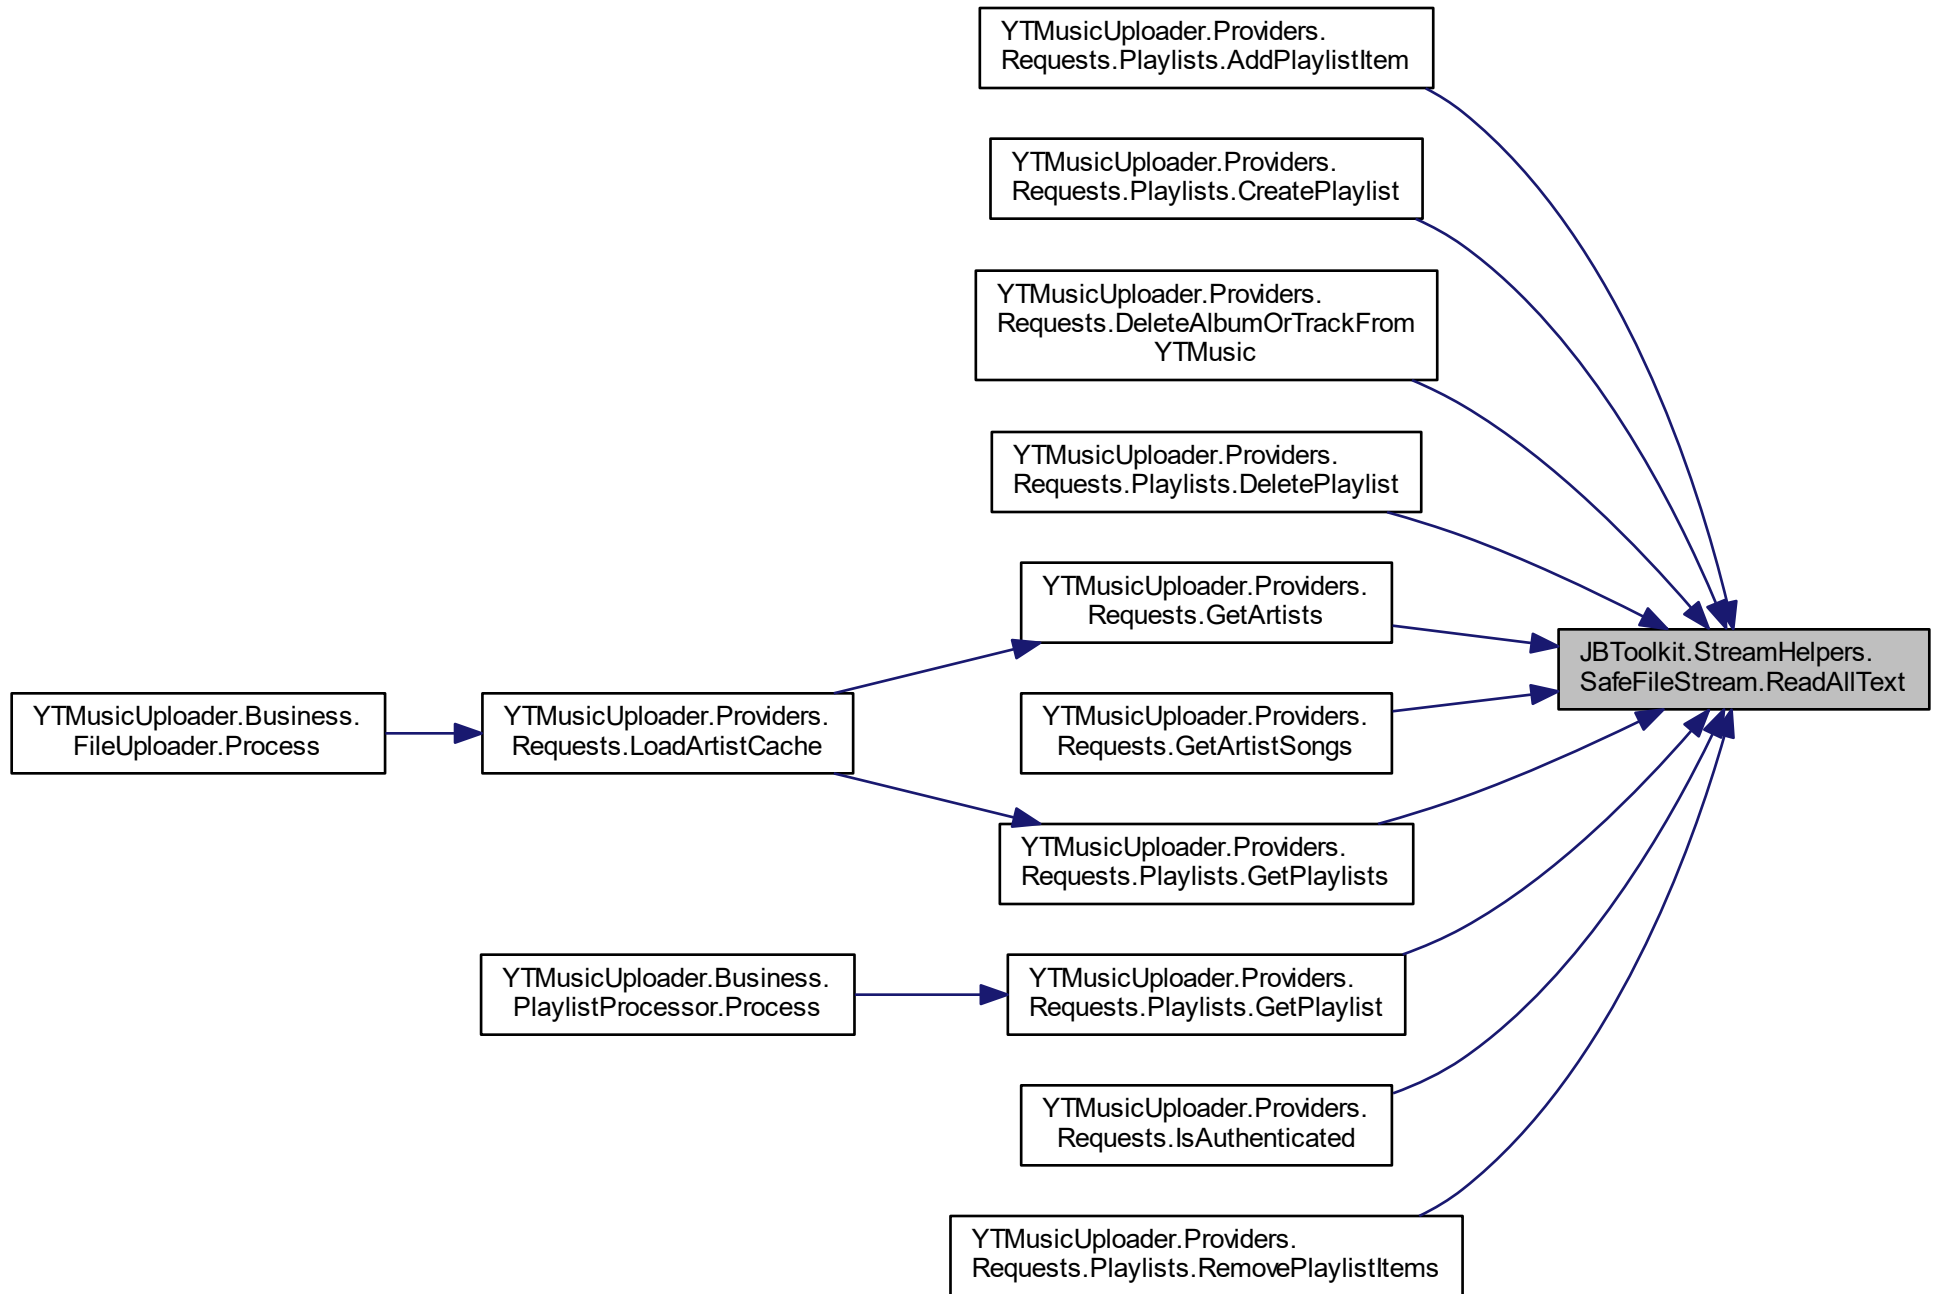 YTMusicUploader.Providers.
Requests.Playlists.AddPlaylistItem
YTMusicUploader.Providers.
Requests.Playlists.CreatePlaylist
YTMusicUploader.Providers.
Requests.DeleteAlbumOrTrackFrom
YTMusic
YTMusicUploader.Providers.
Requests.Playlists.DeletePlaylist
YTMusicUploader.Providers.
Requests.GetArtists
JBToolkit.StreamHelpers.
SafeFileStream.ReadAllText
YTMusicUploader.Business.
FileUploader.Process
YTMusicUploader.Providers.
Requests.LoadArtistCache
YTMusicUploader.Providers.
Requests.GetArtistSongs
YTMusicUploader.Providers.
Requests.Playlists.GetPlaylists
YTMusicUploader.Business.
PlaylistProcessor.Process
YTMusicUploader.Providers.
Requests.Playlists.GetPlaylist
YTMusicUploader.Providers.
Requests.IsAuthenticated
YTMusicUploader.Providers.
Requests.Playlists.RemovePlaylistItems